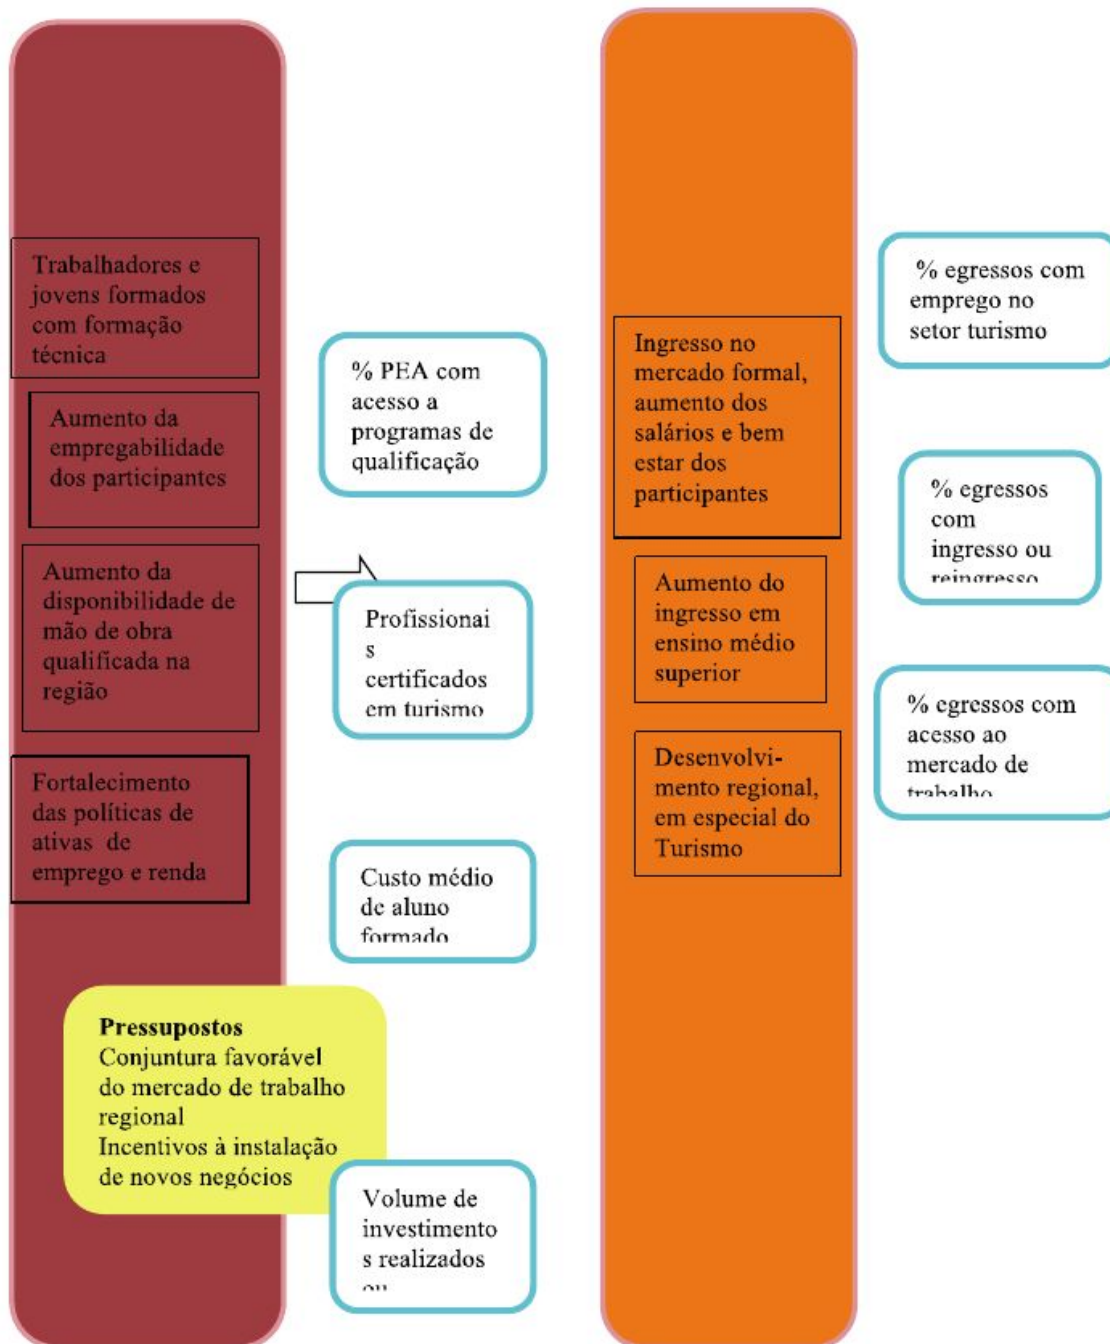 Trabalhadores e
jovens formados
com formação
técnica
Aumento da
empregabilidade
dos participantes
Aumento da
disponibilidade de
mão de obra
qualificada na
região
Fortalecimento
das políticas de
ativas de
emprego e renda
Pressupostos
Conjuntura favorável
do mercado de trabalho
regional
Incentivos à instalação
de novos negócios
% PEA com
acesso a
programas de
qualificação
Profissionai
s
certificados
em turismo
Custo médio
de aluno
formado
Volume de
investimento
s realizados
ou
Ingresso no
mercado formal,
aumento dos
salários e bem
estar dos
participantes
Aumento do
ingresso em
ensino médio
superior
Desenvolvi-
mento regional,
em especial do
Turismo
% egressos com
emprego no
setor turismo
% egressos
com
ingresso ou
reingresso
% egressos com
acesso ao
mercado de
trabalho